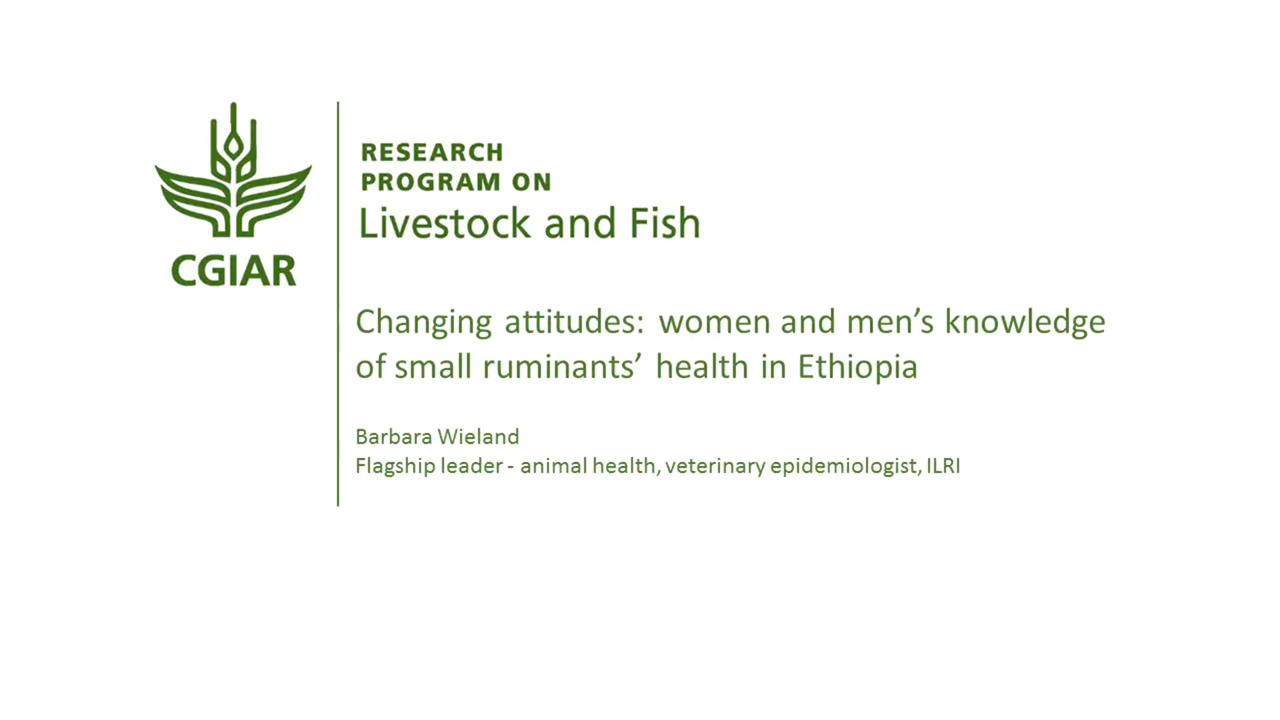 CGIAR
RESEARCH
PROGRAM ON
Livestock and Fish
Changing attitudes: women and men's knowledge
of small ruminants' health in Ethiopia
Barbara Wieland
Flagship leader - animal health, veterinary epidemiologist, ILRI